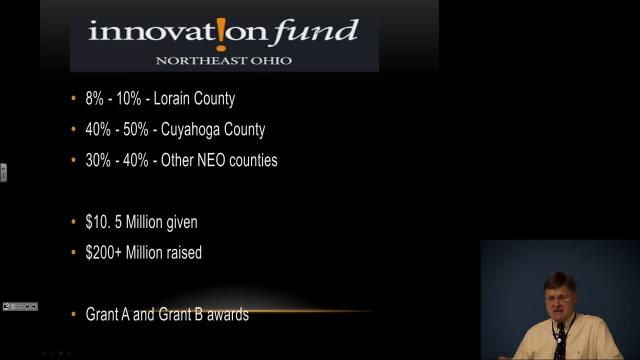 innovat!on fund
NORTHEAST OHIO
8% - 10% - Lorain County
40% - 50% - Cuyahoga County
30% - 40% - Other NEO counties
$10. 5 Million given
$200+ Million raised
Grant A and Grant B awards